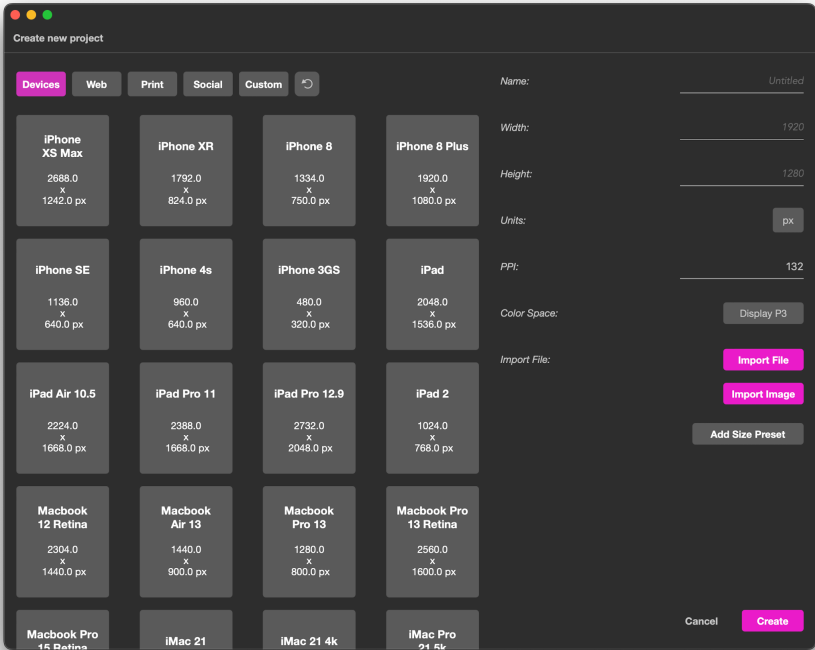 Create new project
Devices
Web
Print
Social
Custom
iPhone
XS Max
2688.0
x
1242.0 px
iPhone XR
1792.0
x
824.0 px
iPhone 8
1334.0
x
750.0 px
iPhone 8 Plus
1920.0
x
1080.0 px
iPhone SE
1136.0
x
640.0 px
iPhone 4s
960.0
x
640.0 px
iPhone 3GS
480.0
x
320.0 px
iPad
2048.0
x
1536.0 px
iPad Air 10.5
2224.0
x
1668.0 px
iPad Pro 11
2388.0
x
1668.0 px
iPad Pro 12.9
2732.0
x
2048.0 px
iPad 2
1024.0
x
768.0 px
Macbook
12 Retina
2304.0
x
1440.0 px
Macbook
Air 13
1440.0
x
900.0 px
Macbook
Pro 13
1280.0
x
800.0 px
Macbook Pro
13 Retina
2560.0
x
1600.0 px
Macbook Pro
15 Retina
iMac 21
iMac 21 4k
iMac Pro
21 5k
Name:
Untitled
Width:
1920
Height:
1280
Units:
px
PPI:
132
Color Space:
Display P3
Import File:
Import File
Import Image
Add Size Preset
Cancel
Create